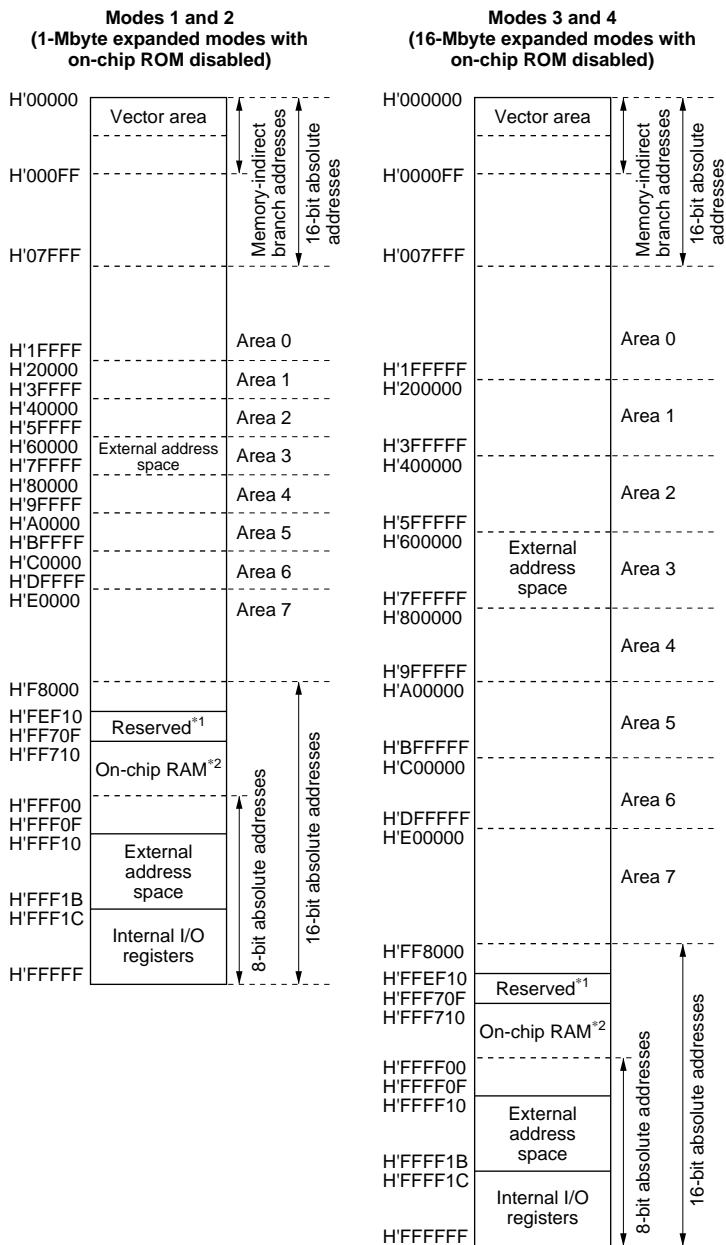 Modes 1 and 2
(1-Mbyte expanded modes with
on-chip ROM disabled)
H'00000
Vector area
H'000FF
H'07FFF
Memory-indirect
branch addresses
16-bit absolute
addresses
H'1FFFF
Area 0
H'20000
H'3FFFF
Area 1
H'40000
H'5FFFF
Area 2
H'60000
H'7FFFF
External address
space
Area 3
H'80000
H'9FFFF
Area 4
H'A0000
H'BFFFF
Area 5
H'C0000
H'DFFFF
Area 6
H'E0000
Area 7
H'F8000
H'FEF10
Reserved*1
H'FF70F
H'FF710
On-chip RAM*2
H'FFF00
H'FFF0F
H'FFF10
External
address
space
H'FFF1B
H'FFF1C
Internal I/O
registers
H'FFFFF
8-bit absolute addresses
16-bit absolute addresses
Modes 3 and 4
(16-Mbyte expanded modes with
on-chip ROM disabled)
H'000000
Vector area
H'0000FF
H'007FFF
Memory-indirect
branch addresses
16-bit absolute
addresses
Area 0
H'1FFFFF
H'200000
Area 1
H'3FFFFF
H'400000
Area 2
H'5FFFFF
H'600000
External
address
space
Area 3
H'7FFFFF
H'800000
Area 4
H'9FFFFF
H'A00000
Area 5
H'BFFFFF
H'C00000
Area 6
H'DFFFFF
H'E00000
Area 7
H'FF8000
H'FFEF10
Reserved*1
H'FFF70F
H'FFF710
On-chip RAM*2
H'FFFF00
H'FFFF0F
H'FFFF10
External
address
space
H'FFFF1B
H'FFFF1C
Internal I/O
registers
H'FFFFFF
8-bit absolute addresses
16-bit absolute addresses